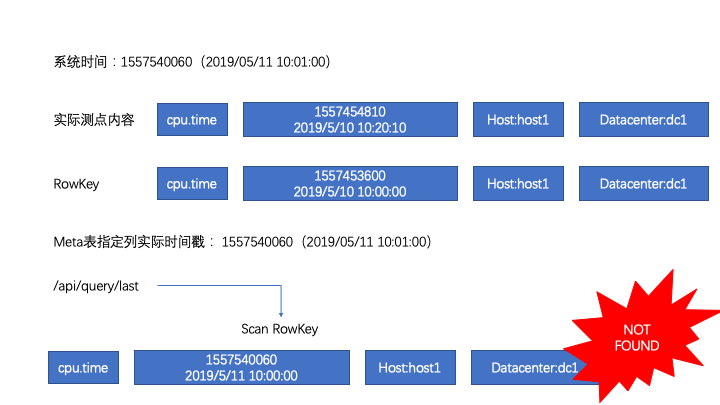 系统时间：1557540060（2019/05/11 10:01:00）
实际测点内容 cpu.time 1557454810 2019/5/10 10:20:10 Host:host1 Datacenter:dc1
RowKey cpu.time 1557453600 2019/5/10 10:00:00 Host:host1 Datacenter:dc1
Meta表指定列实际时间戳： 1557540060（2019/05/11 10:01:00）
/api/query/last
Scan RowKey
cpu.time 1557540060 2019/5/11 10:00:00 Host:host1 Datacenter:dc1
NOT
FOUND